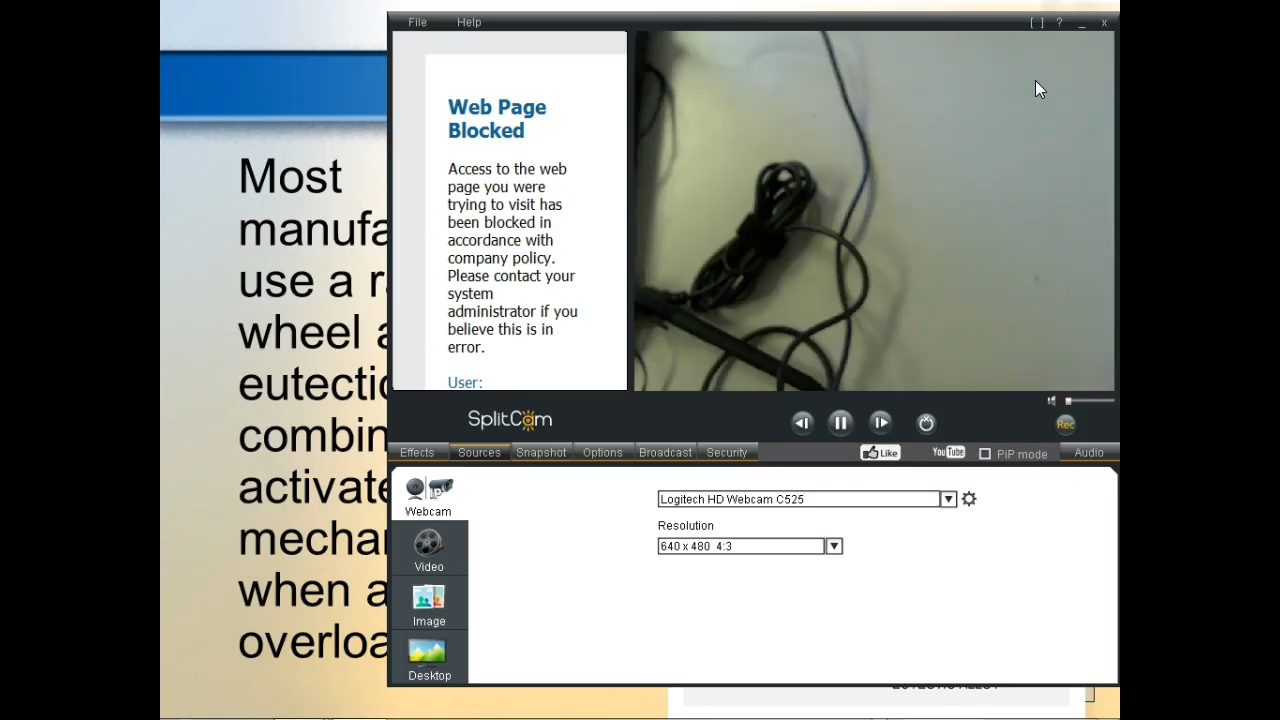 File Help [ ] ? _ x
Web Page
Blocked
Access to the web
page you were
trying to visit has
been blocked in
accordance with
company policy.
Please contact your
system
administrator if you
believe this is in
error.
User:
Most
manufa
use a ra
wheel a
eutectic
combin
activate
mechar
when a
overloa
SplitCam
Rec
Effects Sources Snapshot Options Broadcast Security Like YouTube PiP mode Audio
Webcam
Video
Image
Desktop
Logitech HD Webcam C525
Resolution
640 x 480 4:3